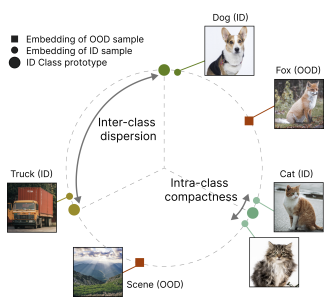 Embedding of OOD sample
Embedding of ID sample
ID Class prototype
Dog (ID)
Fox (OOD)
Inter-class
dispersion
Truck (ID)
Intra-class
compactness
Cat (ID)
Scene (OOD)